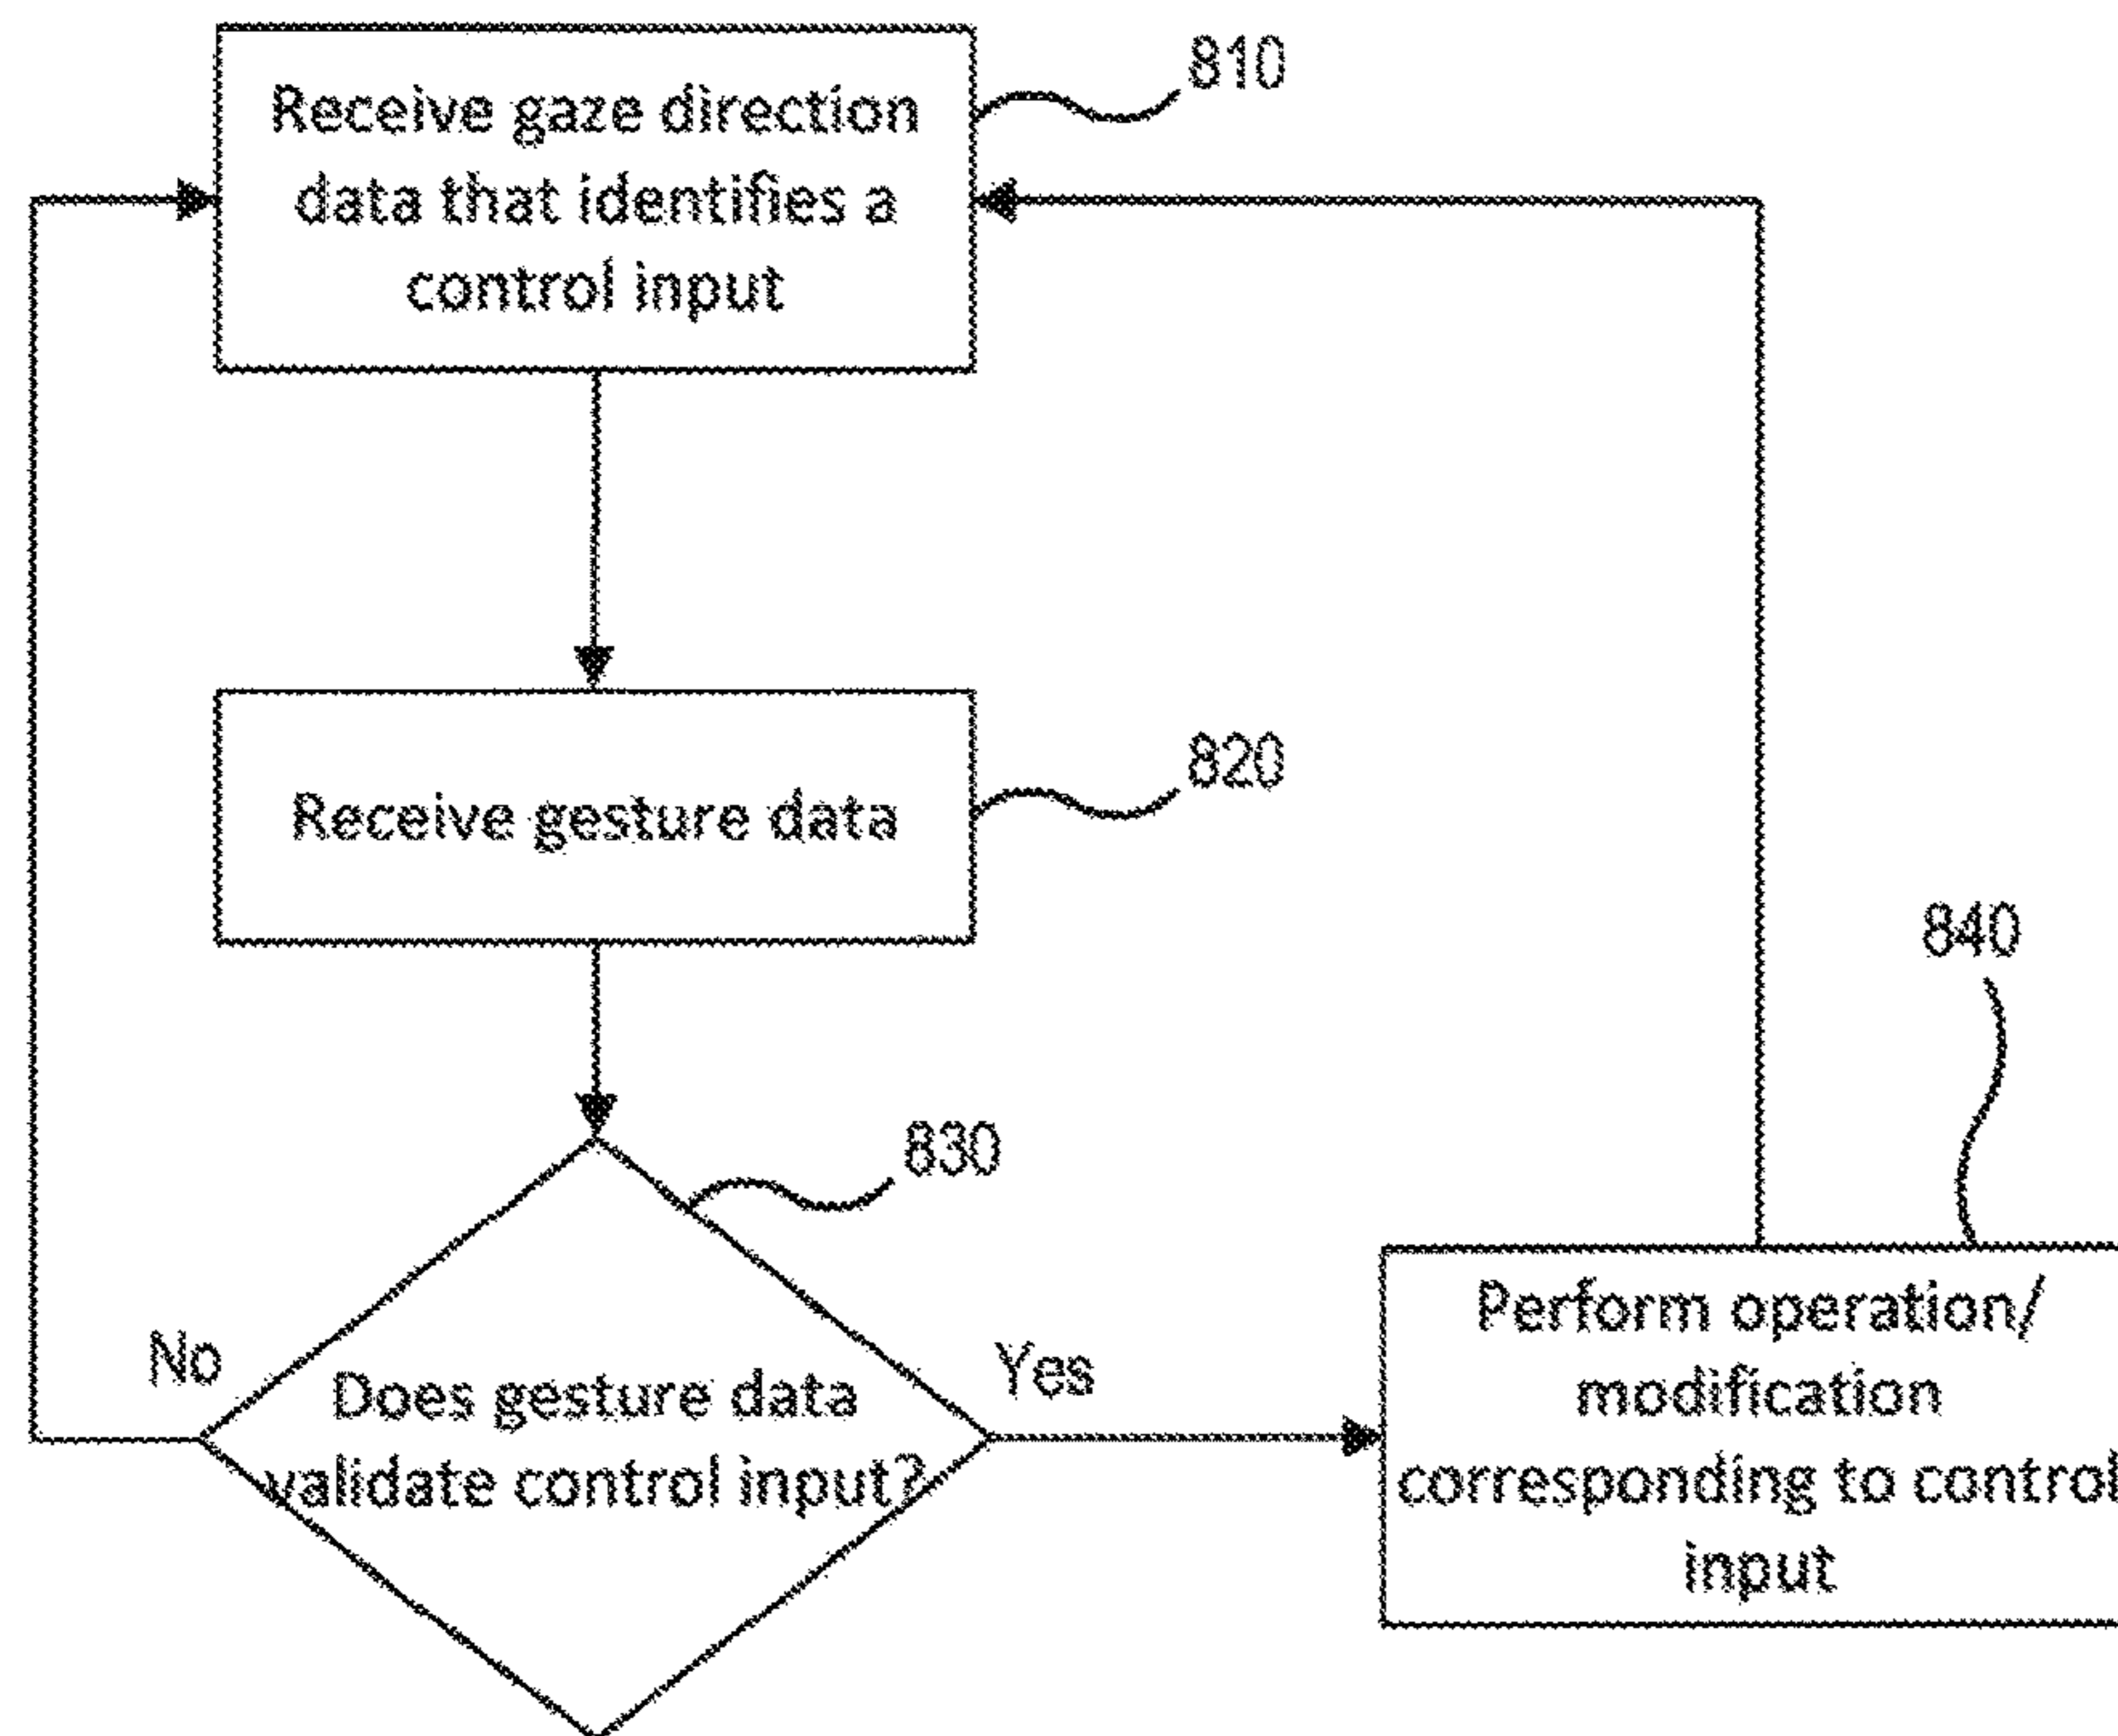 810
Receive gaze direction
data that identifies a
control input
820
Receive gesture data
840
830
No
Yes
Does gesture data
validate control input?
Perform operation/
modification
corresponding to control
input